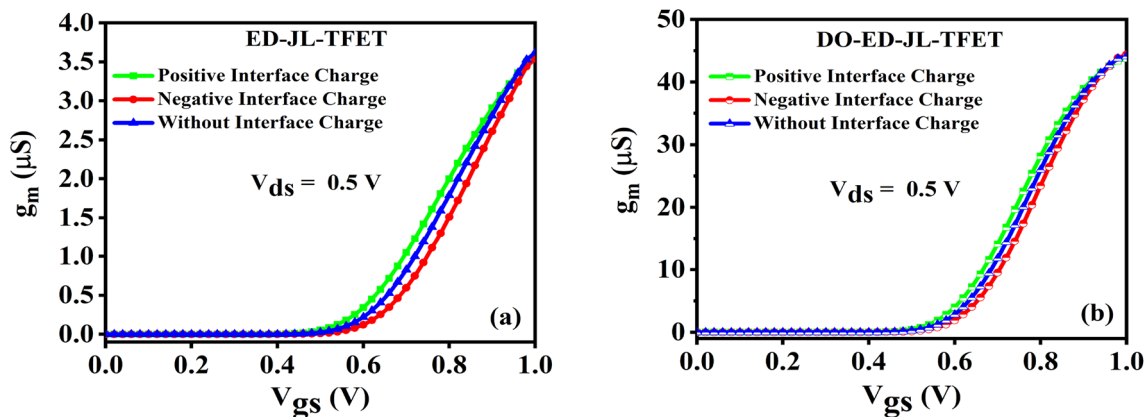 ED-JL-TFET
Positive Interface Charge
Negative Interface Charge
Without Interface Charge
Vds = 0.5 V
(a)
gm (μS)
4.0
3.5
3.0
2.5
2.0
1.5
1.0
0.5
0.0
0.0 0.2 0.4 0.6 0.8 1.0
Vgs (V)
DO-ED-JL-TFET
Positive Interface Charge
Negative Interface Charge
Without Interface Charge
Vds = 0.5 V
(b)
gm (μS)
50
40
30
20
10
0
0.0 0.2 0.4 0.6 0.8 1.0
Vgs (V)